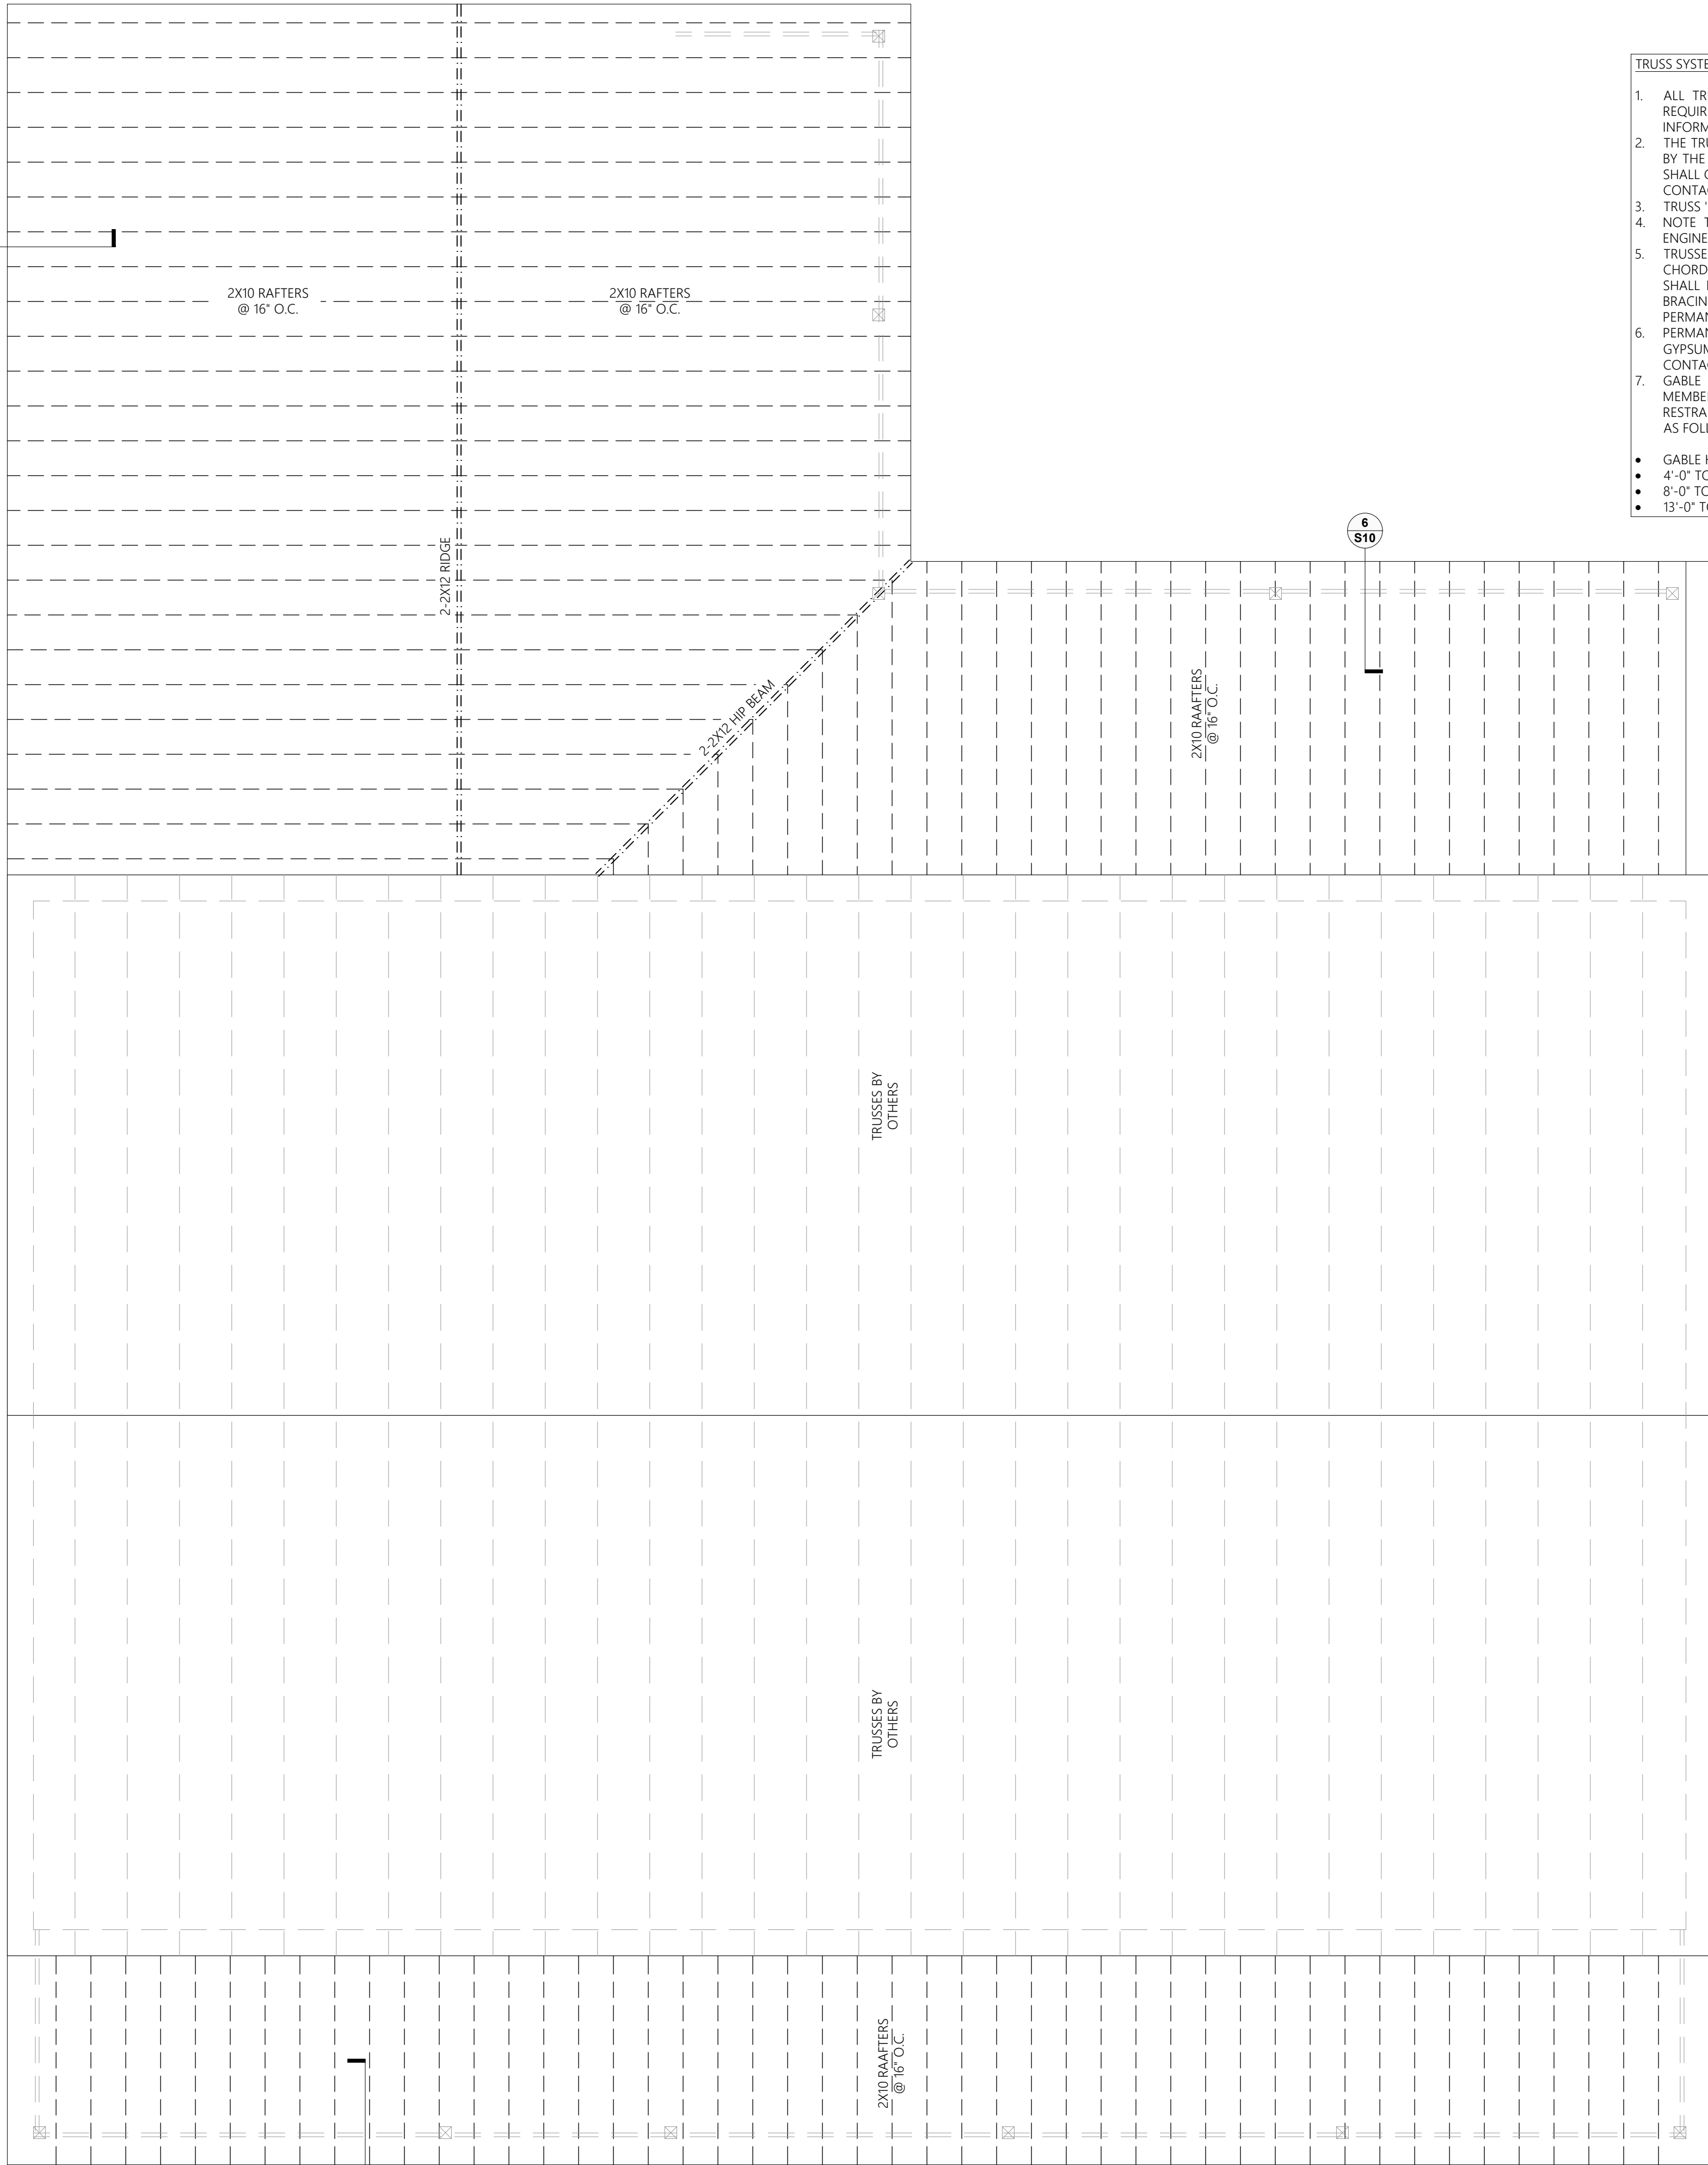 TRUSS SYSTE
1. ALL TR
REQUIR
INFORM
2. THE TRU
BY THE
SHALL C
CONTAC
3. TRUSS "
4. NOTE T
ENGINE
5. TRUSSE
CHORD
SHALL
BRACIN
PERMAN
6. PERMAN
GYPSUM
CONTAC
7. GABLE
MEMBE
RESTRA
AS FOLL
• GABLE H
• 4'-0" TO
• 8'-0" TO
• 13'-0" TO
2X10 RAFTERS
@ 16" O.C.
2X10 RAFTERS
@ 16" O.C.
2-2X12 RIDGE
6
S10
2-2X12 HIP BEAM
2X10 RAAFTERS
@ 16" O.C.
TRUSSES BY
OTHERS
TRUSSES BY
OTHERS
2X10 RAAFTERS
@ 16" O.C.